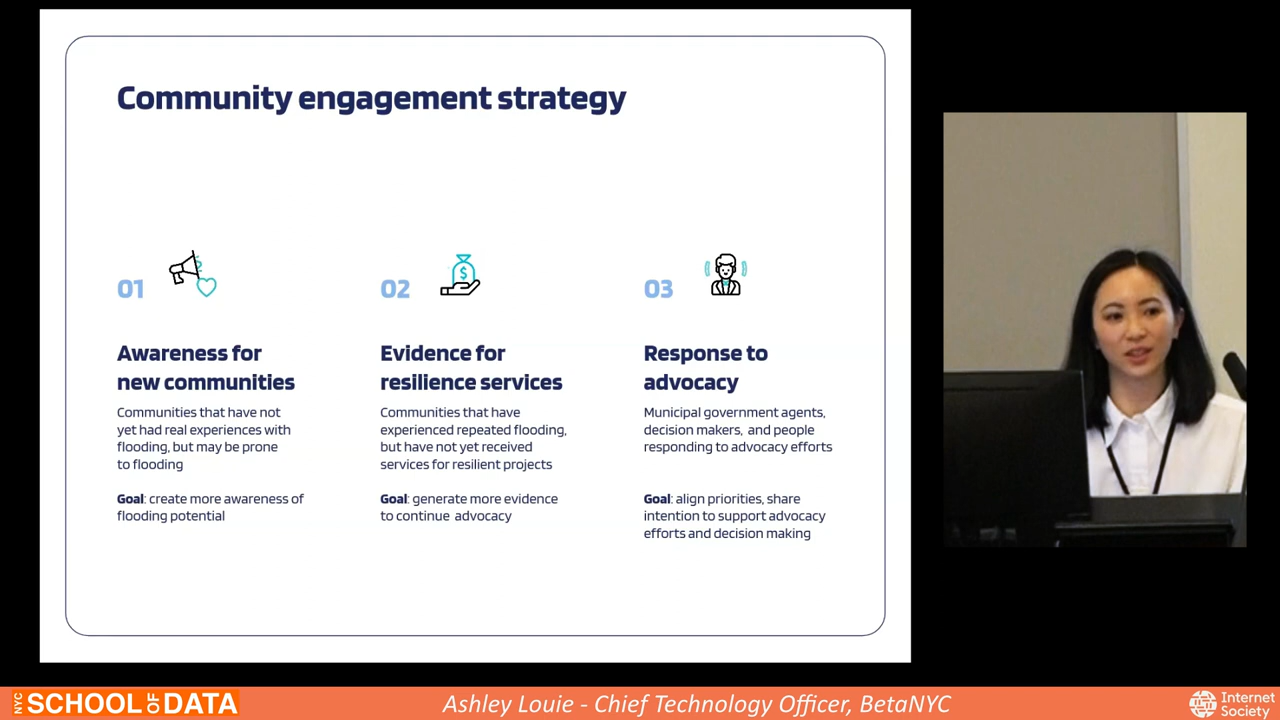 Community engagement strategy
01
Awareness for
new communities
Communities that have not
yet had real experiences with
flooding, but may be prone
to flooding
Goal: create more awareness of
flooding potential
02
$
Evidence for
resilience services
Communities that have
experienced repeated flooding,
but have not yet received
services for resilient projects
Goal: generate more evidence
to continue advocacy
03
Response to
advocacy
Municipal government agents,
decision makers, and people
responding to advocacy efforts
Goal: align priorities, share
intention to support advocacy
efforts and decision making
NYC SCHOOL OF DATA
Ashley Louie - Chief Technology Officer, BetaNYC
Internet
Society